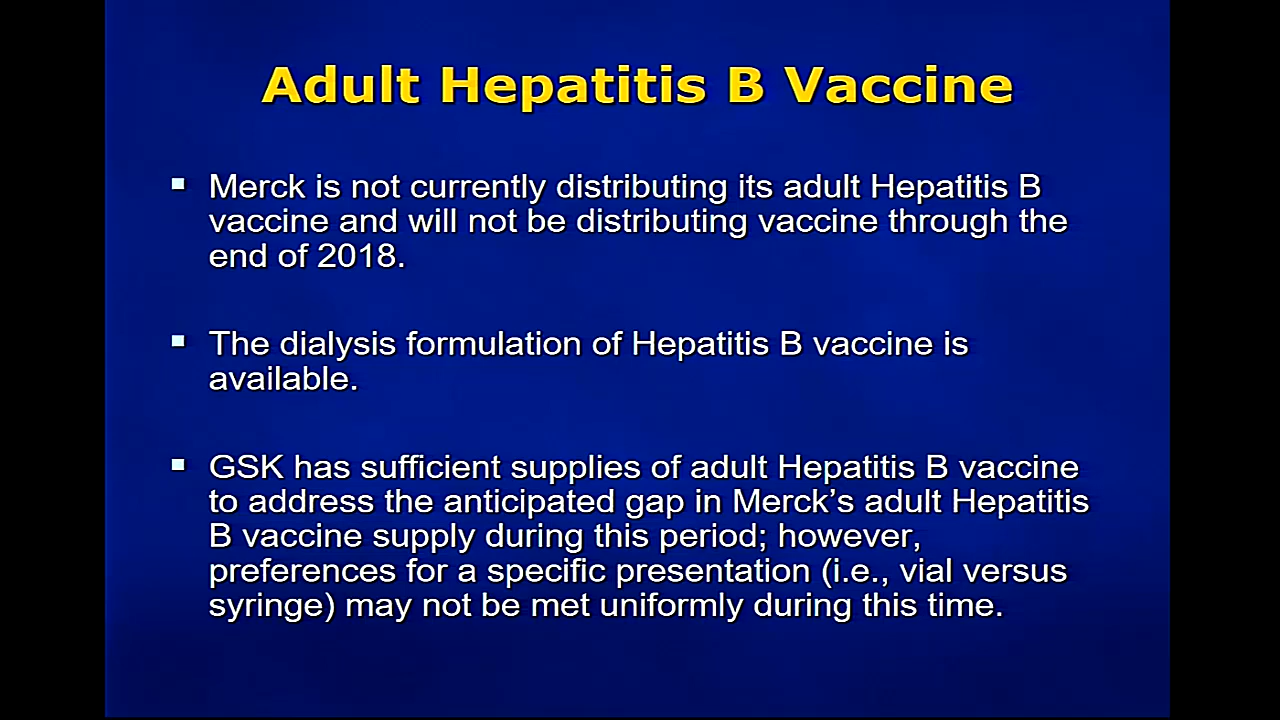 Adult Hepatitis B Vaccine
▪ Merck is not currently distributing its adult Hepatitis B
vaccine and will not be distributing vaccine through the
end of 2018.
▪ The dialysis formulation of Hepatitis B vaccine is
available.
▪ GSK has sufficient supplies of adult Hepatitis B vaccine
to address the anticipated gap in Merck’s adult Hepatitis
B vaccine supply during this period; however,
preferences for a specific presentation (i.e., vial versus
syringe) may not be met uniformly during this time.